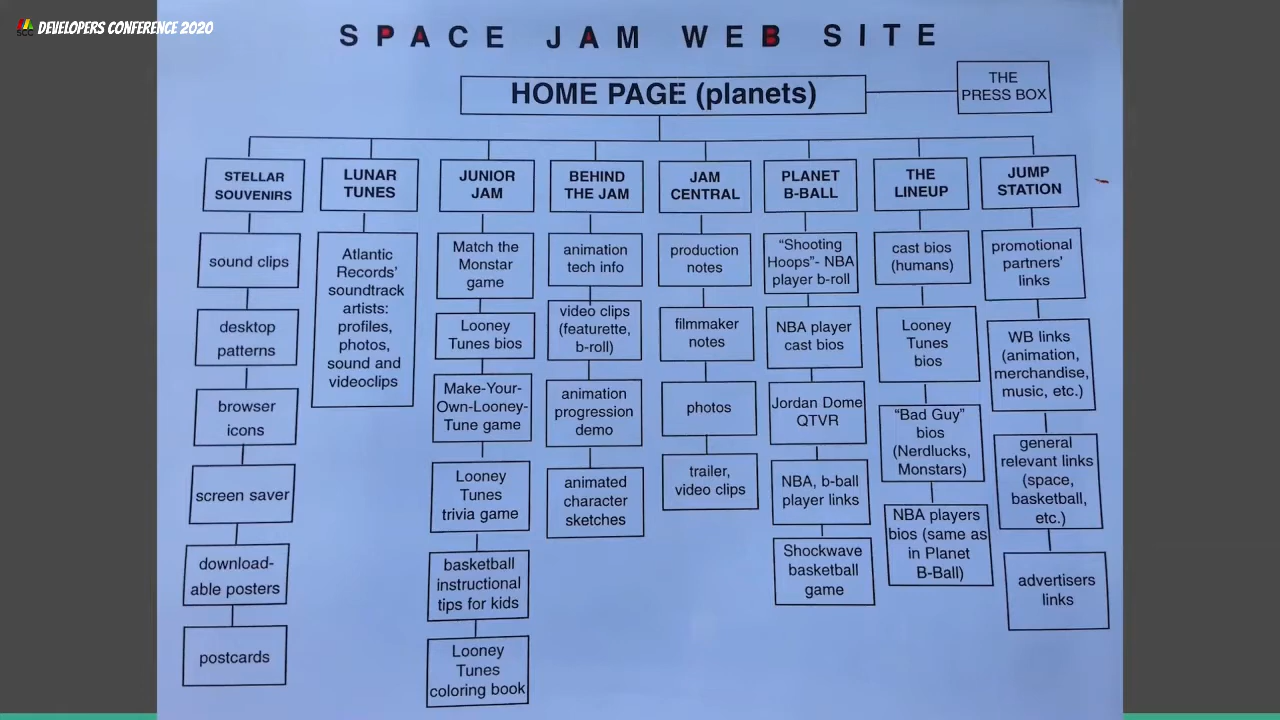 SCC DEVELOPERS CONFERENCE 2020
SPACE JAM WEB SITE
HOME PAGE (planets)
THE
PRESS BOX
STELLAR
SOUVENIRS
sound clips
desktop
patterns
browser
icons
screen saver
download-
able posters
postcards
LUNAR
TUNES
Atlantic
Records'
soundtrack
artists:
profiles,
photos,
sound and
videoclips
JUNIOR
JAM
Match the
Monstar
game
Looney
Tunes bios
Make-Your-
Own-Looney-
Tune game
Looney
Tunes
trivia game
basketball
instructional
tips for kids
Looney
Tunes
coloring book
BEHIND
THE JAM
animation
tech info
video clips
(featurette,
b-roll)
animation
progression
demo
animated
character
sketches
JAM
CENTRAL
production
notes
filmmaker
notes
photos
trailer,
video clips
PLANET
B-BALL
“Shooting
Hoops”- NBA
player b-roll
NBA player
cast bios
Jordan Dome
QTVR
NBA, b-ball
player links
Shockwave
basketball
game
THE
LINEUP
cast bios
(humans)
Looney
Tunes
bios
“Bad Guy”
bios
(Nerdlucks,
Monstars)
NBA players
bios (same as
in Planet
B-Ball)
JUMP
STATION
promotional
partners'
links
WB links
(animation,
merchandise,
music, etc.)
general
relevant links
(space,
basketball,
etc.)
advertisers
links